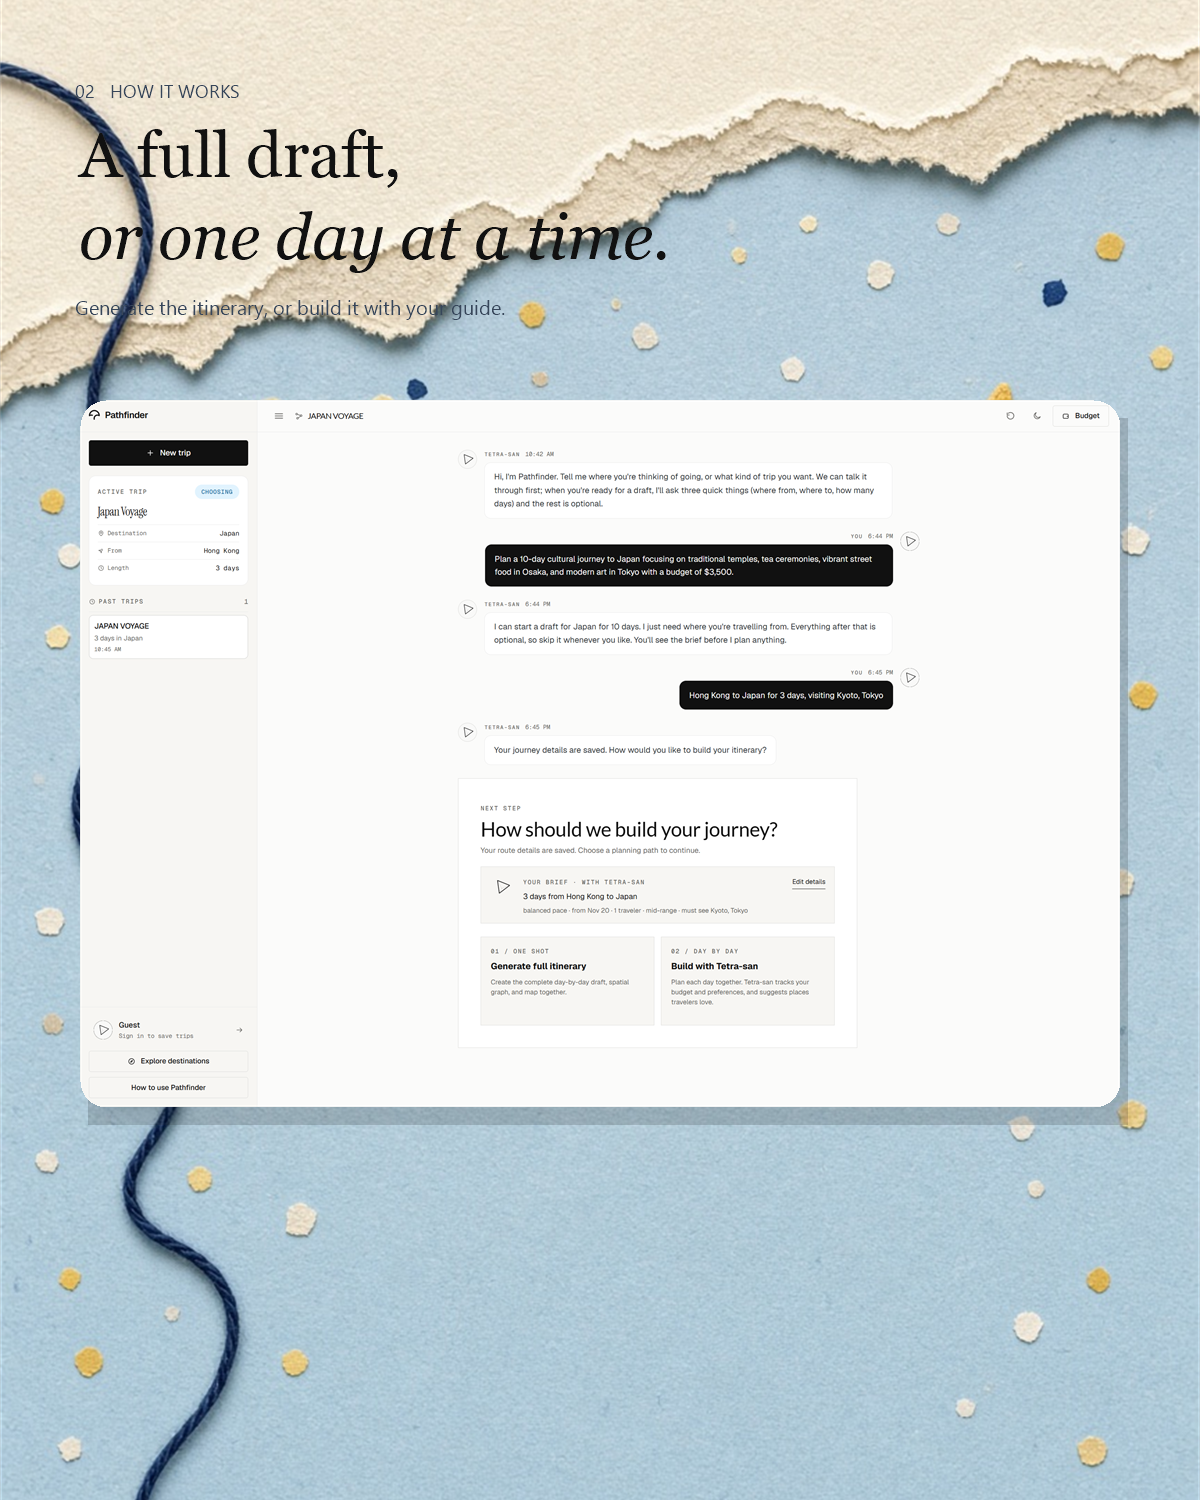 02 HOW IT WORKS
A full draft,
or one day at a time.
Generate the itinerary, or build it with your guide.
Pathfinder
New trip
ACTIVE TRIP
CHOOSING
Japan Voyage
Destination Japan
From Hong Kong
Length 3 days
PAST TRIPS 1
JAPAN VOYAGE
3 days in Japan
10:45 AM
Guest
Sign in to save trips
Explore destinations
How to use Pathfinder
JAPAN VOYAGE
Budget
TETRA-SAN 10:42 AM
Hi, I'm Pathfinder. Tell me where you're thinking of going, or what kind of trip you want. We can talk it
through first; when you're ready for a draft, I'll ask three quick things (where from, where to, how many
days) and the rest is optional.
YOU 6:44 PM
Plan a 10-day cultural journey to Japan focusing on traditional temples, tea ceremonies, vibrant street
food in Osaka, and modern art in Tokyo with a budget of $3,500.
TETRA-SAN 6:44 PM
I can start a draft for Japan for 10 days. I just need where you're travelling from. Everything after that is
optional, so skip it whenever you like. You'll see the brief before I plan anything.
YOU 6:45 PM
Hong Kong to Japan for 3 days, visiting Kyoto, Tokyo
TETRA-SAN 6:45 PM
Your journey details are saved. How would you like to build your itinerary?
NEXT STEP
How should we build your journey?
Your route details are saved. Choose a planning path to continue.
YOUR BRIEF · WITH TETRA-SAN
Edit details
3 days from Hong Kong to Japan
balanced pace · from Nov 20 · 1 traveler · mid-range · must see Kyoto, Tokyo
01 / ONE SHOT
Generate full itinerary
Create the complete day-by-day draft, spatial
graph, and map together.
02 / DAY BY DAY
Build with Tetra-san
Plan each day together. Tetra-san tracks your
budget and preferences, and suggests places
travelers love.